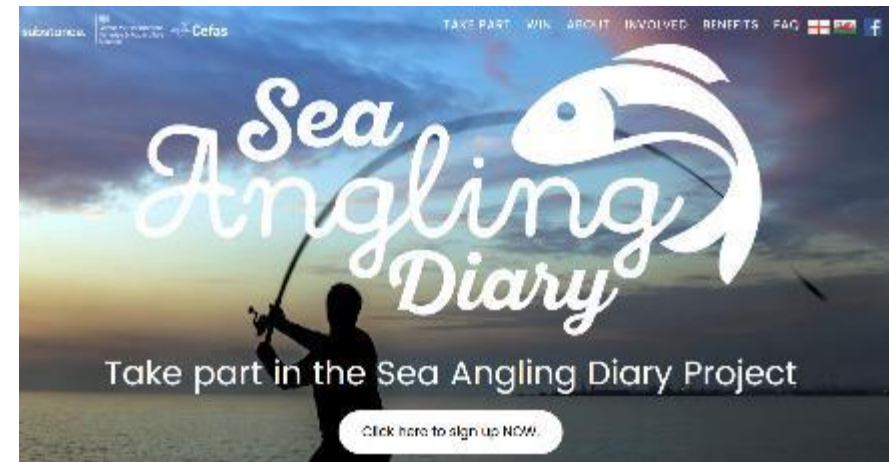 substance. Cefas
TAKE PART WIN ABOUT INVOLVED BENEFITS FAQ
Sea
Angling
Diary
Take part in the Sea Angling Diary Project
Click here to sign up NOW.